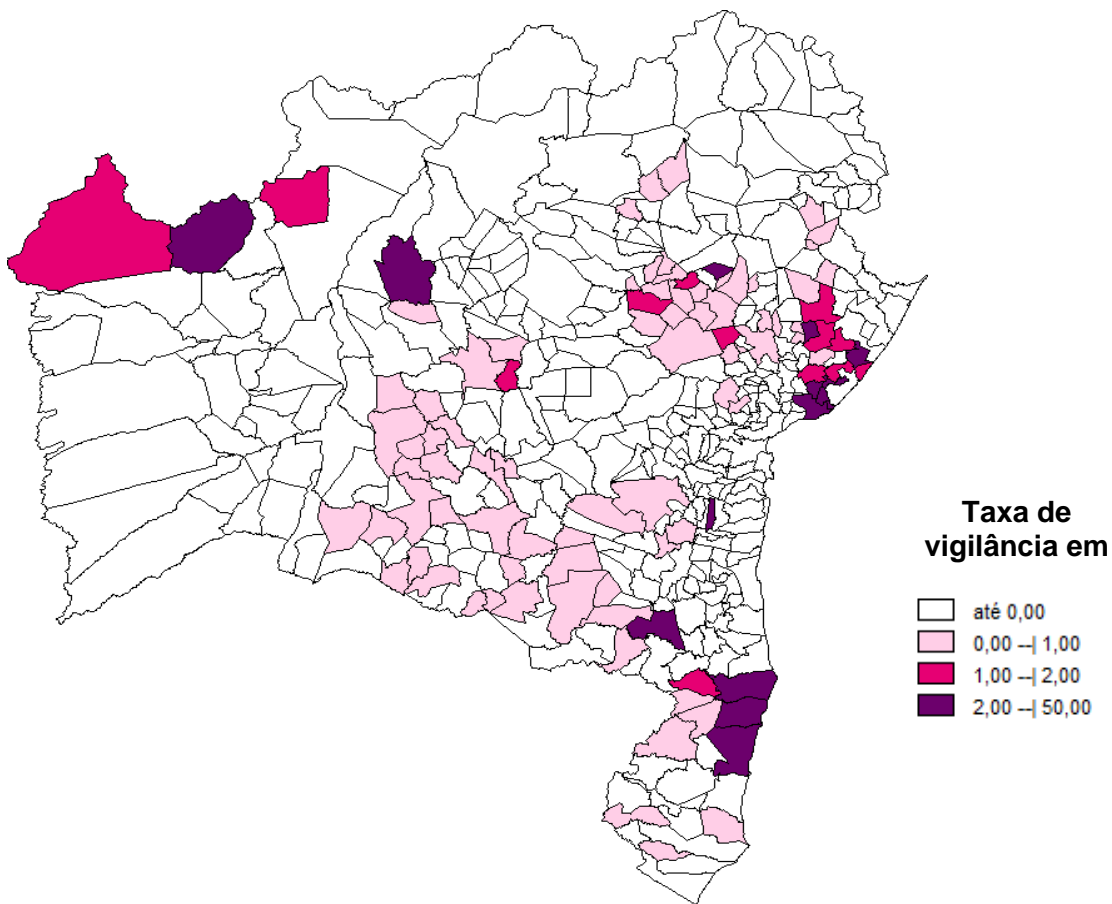 Taxa de
vigilância em
até 0,00
0,00 --| 1,00
1,00 --| 2,00
2,00 --| 50,00